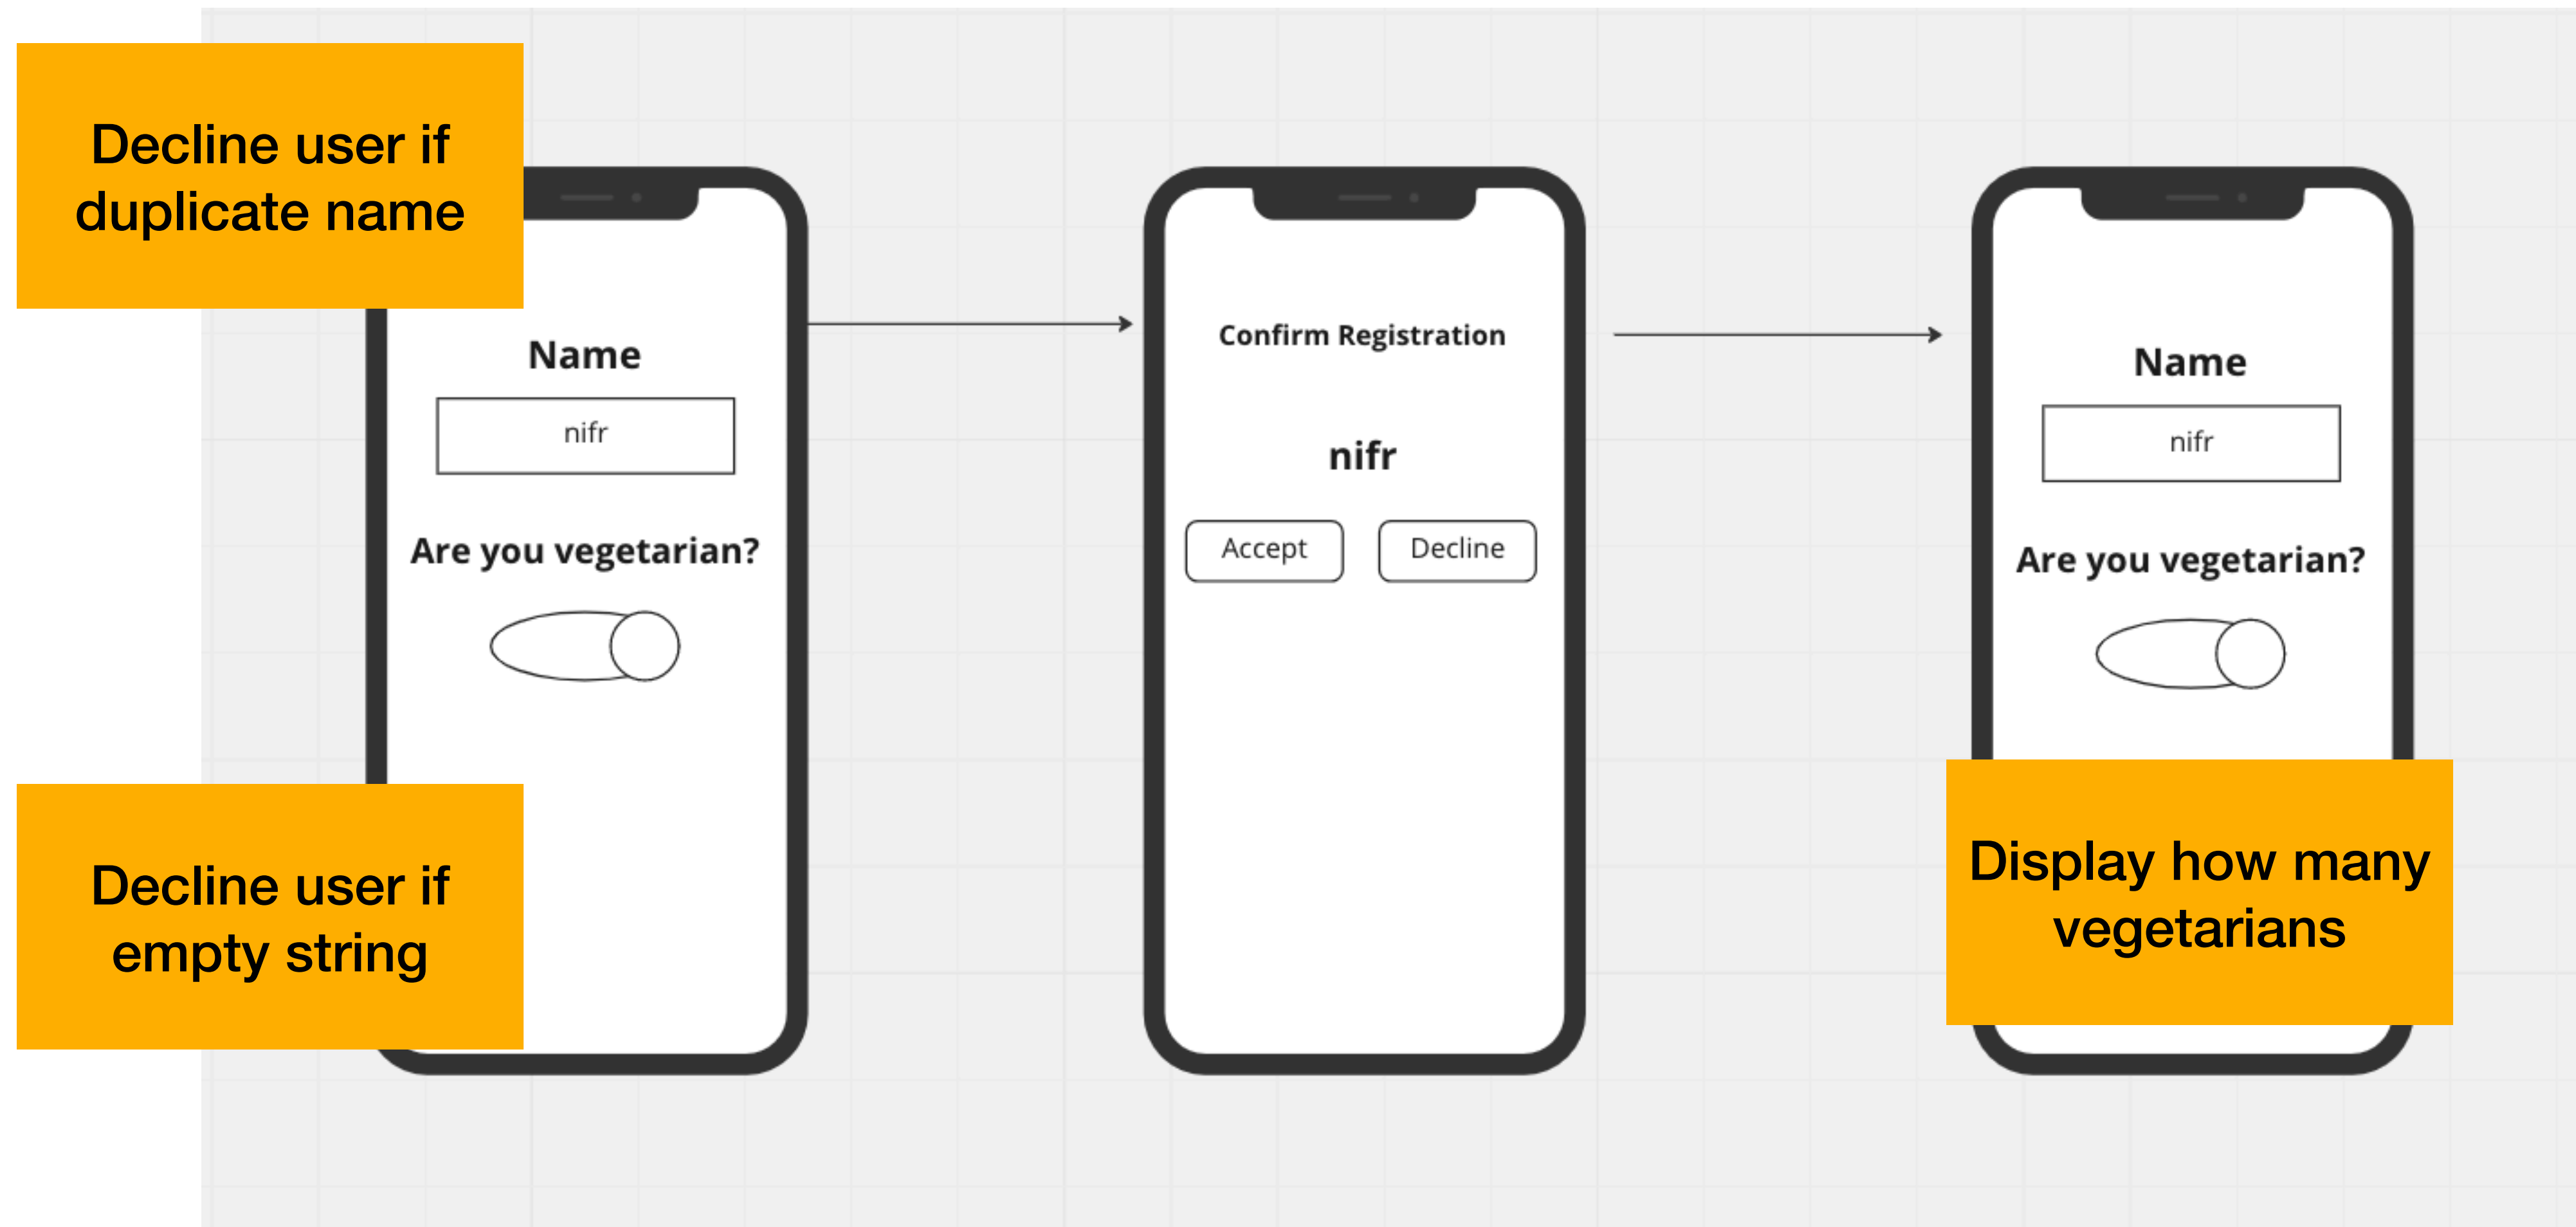 Decline user if
duplicate name
Name
nifr
Are you vegetarian?
Decline user if
empty string
Confirm Registration
nifr
Accept
Decline
Name
nifr
Are you vegetarian?
Display how many
vegetarians